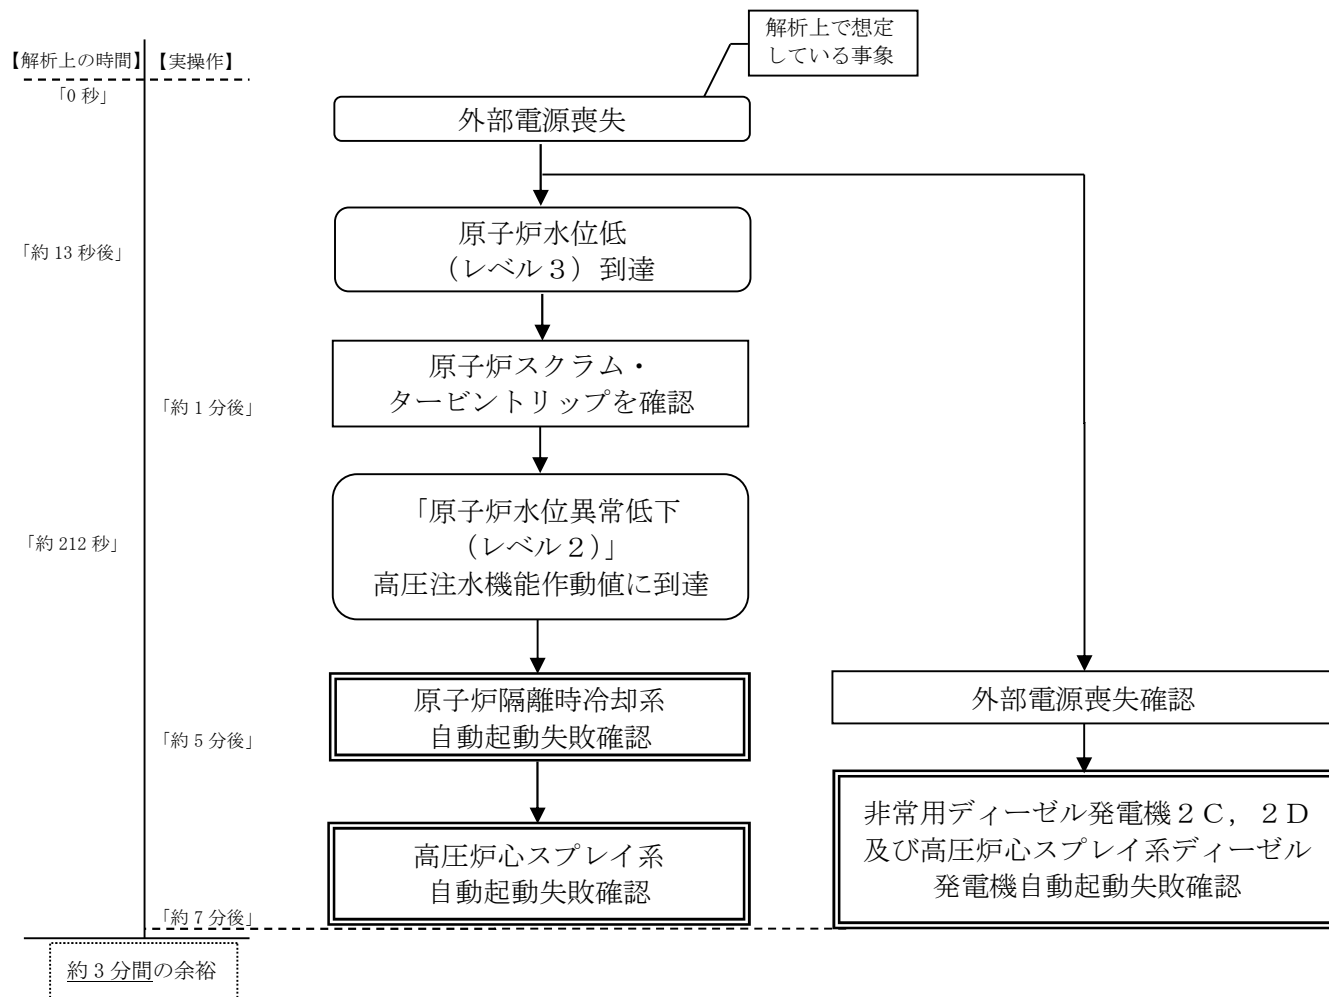 解析上で想定
している事象
【解析上の時間】
【実操作】
「0 秒」
外部電源喪失
原子炉水位低
（レベル３）到達
「約 13 秒後」
原子炉スクラム・
タービントリップを確認
「約 1 分後」
「原子炉水位異常低下
（レベル２）」
高圧注水機能作動値に到達
「約 212 秒」
原子炉隔離時冷却系
自動起動失敗確認
「約 5 分後」
外部電源喪失確認
高圧炉心スプレイ系
自動起動失敗確認
非常用ディーゼル発電機２Ｃ，２Ｄ
及び高圧炉心スプレイ系ディーゼル
発電機自動起動失敗確認
「約 7 分後」
約 3 分間の余裕